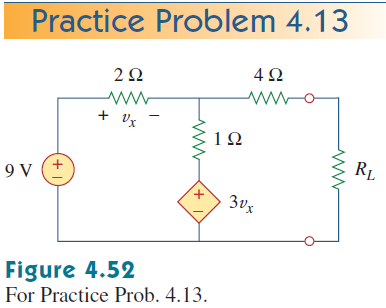 Practice Problem 4.13
2 Ω
4 Ω
+ vx −
1 Ω
9 V
+
−
RL
+
−
3vx
Figure 4.52
For Practice Prob. 4.13.